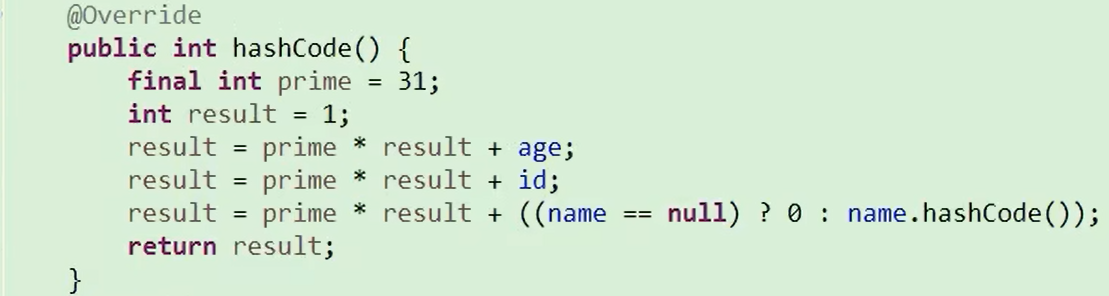 @Override
public int hashCode() {
final int prime = 31;
int result = 1;
result = prime * result + age;
result = prime * result + id;
result = prime * result + ((name == null) ? 0 : name.hashCode());
return result;
}